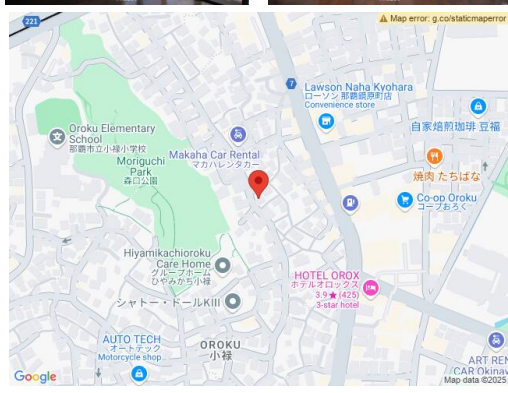 221
⚠ Map error: g.co/staticmaperror
7
Lawson Naha Kyohara
ローソン 那覇鏡原町店
Convenience store
自家焙煎珈琲 豆福
Oroku Elementary
School
那覇市立小禄小学校
Makaha Car Rental
マカハレンタカー
Moriguchi
Park
森口公園
焼肉 たちばな
Co-op Oroku
コープおろく
Hiyamikachioroku
Care Home
グループホーム
ひやみかち小禄
HOTEL OROX
ホテルオロックス
3.9★(425)
3-star hotel
シャトー・ドールKIII
AUTO TECH
オートテック
Motorcycle shop
OROKU
小禄
ART REN
CAR Okinaw
Google
Map data ©2025